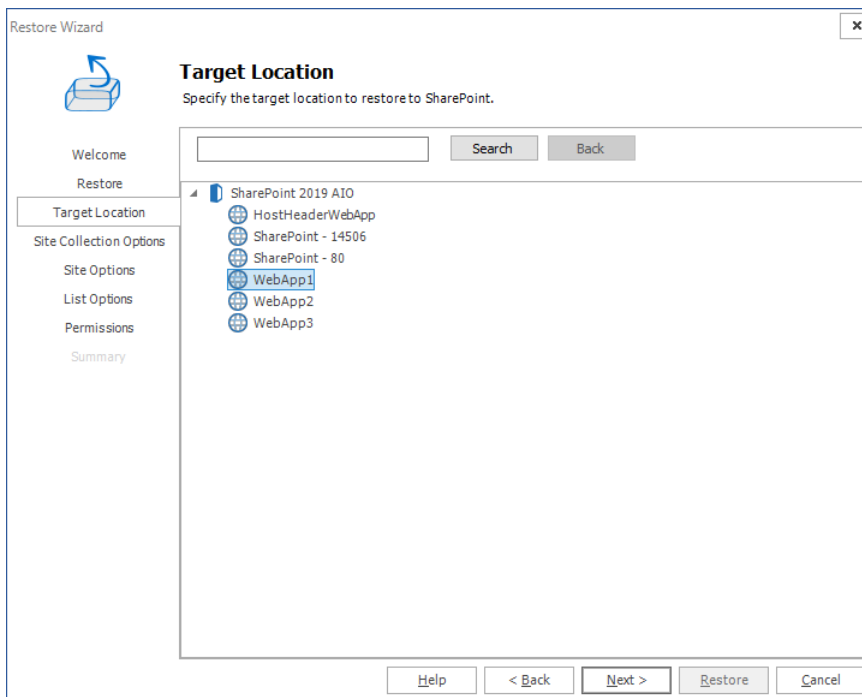 Restore Wizard
Target Location
Specify the target location to restore to SharePoint.
Search
Back
Welcome
Restore
Target Location
Site Collection Options
Site Options
List Options
Permissions
Summary
SharePoint 2019 AIO
HostHeaderWebApp
SharePoint - 14506
SharePoint - 80
WebApp1
WebApp2
WebApp3
Help
< Back
Next >
Restore
Cancel